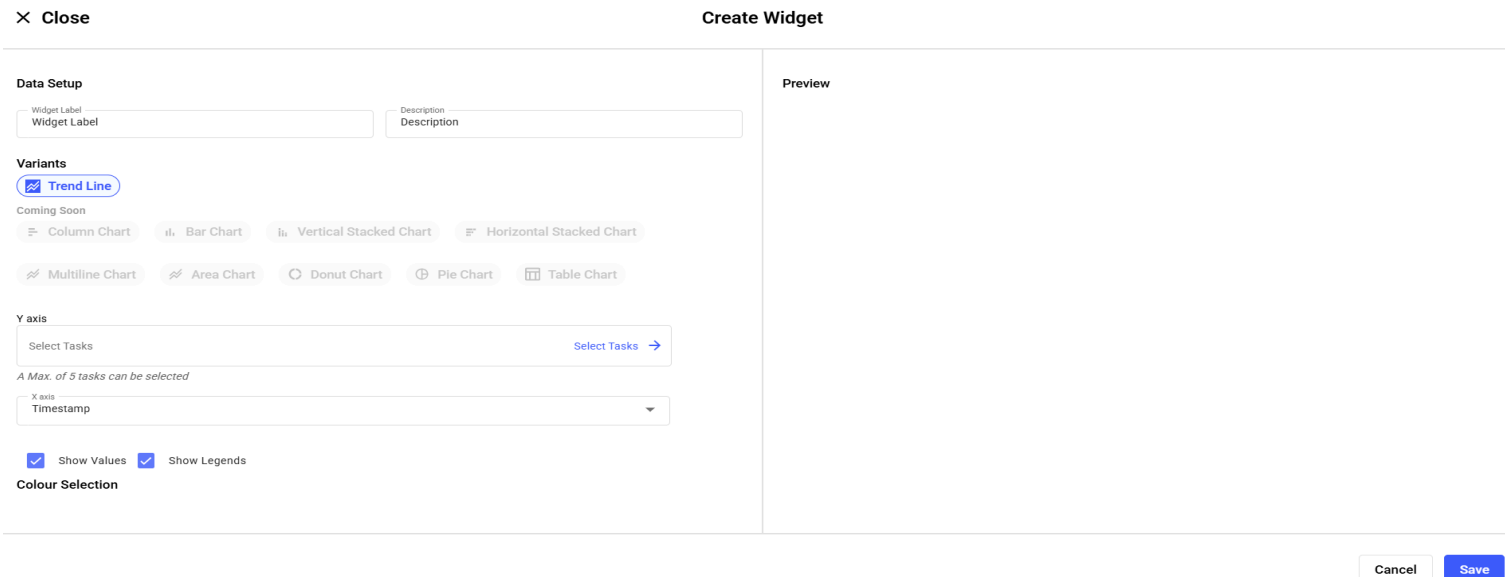 Close
Create Widget
Data Setup
Preview
Widget Label
Widget Label
Description
Description
Variants
Trend Line
Coming Soon
Column Chart
Bar Chart
Vertical Stacked Chart
Horizontal Stacked Chart
Multiline Chart
Area Chart
Donut Chart
Pie Chart
Table Chart
Y axis
Select Tasks
Select Tasks
A Max. of 5 tasks can be selected
X axis
Timestamp
Show Values
Show Legends
Colour Selection
Cancel
Save